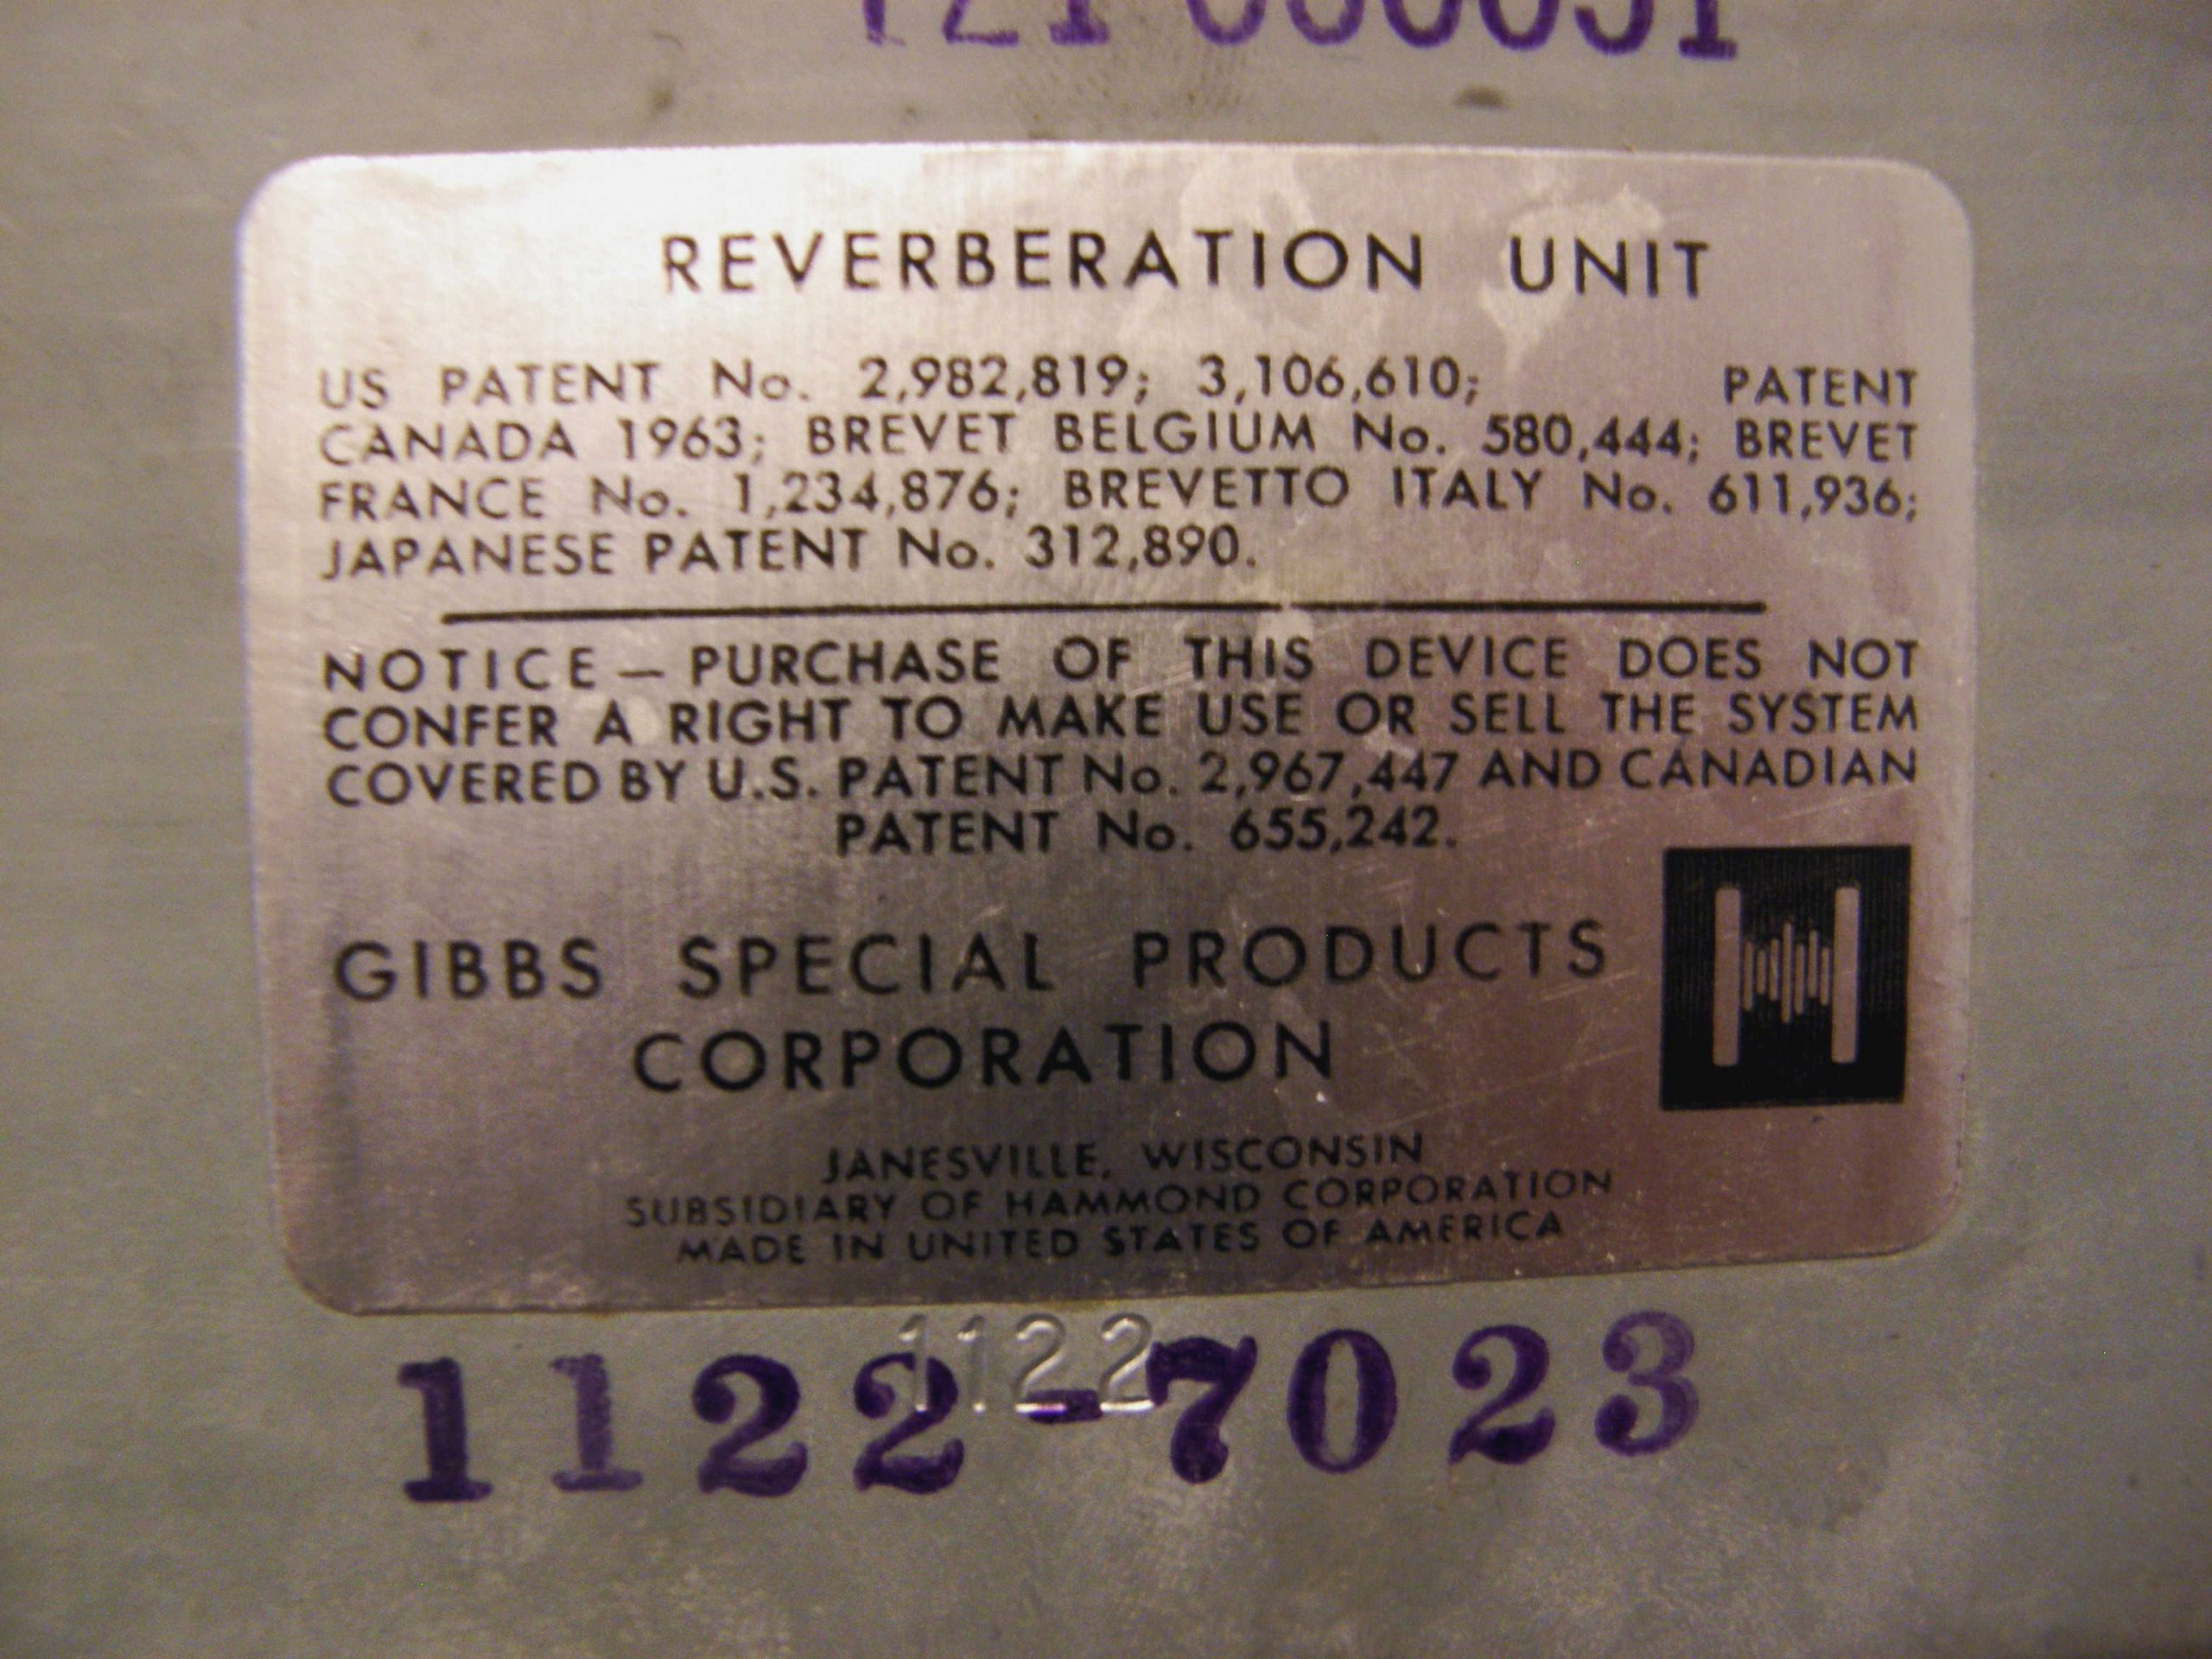 REVERBERATION UNIT
US PATENT No. 2,982,819; 3,106,610; PATENT
CANADA 1963; BREVET BELGIUM No. 580,444; BREVET
FRANCE No. 1,234,876; BREVETTO ITALY No. 611,936;
JAPANESE PATENT No. 312,890.
NOTICE — PURCHASE OF THIS DEVICE DOES NOT
CONFER A RIGHT TO MAKE USE OR SELL THE SYSTEM
COVERED BY U.S. PATENT No. 2,967,447 AND CANADIAN
PATENT No. 655,242.
GIBBS SPECIAL PRODUCTS
CORPORATION
H
JANESVILLE, WISCONSIN
SUBSIDIARY OF HAMMOND CORPORATION
MADE IN UNITED STATES OF AMERICA
1122
1122-7023